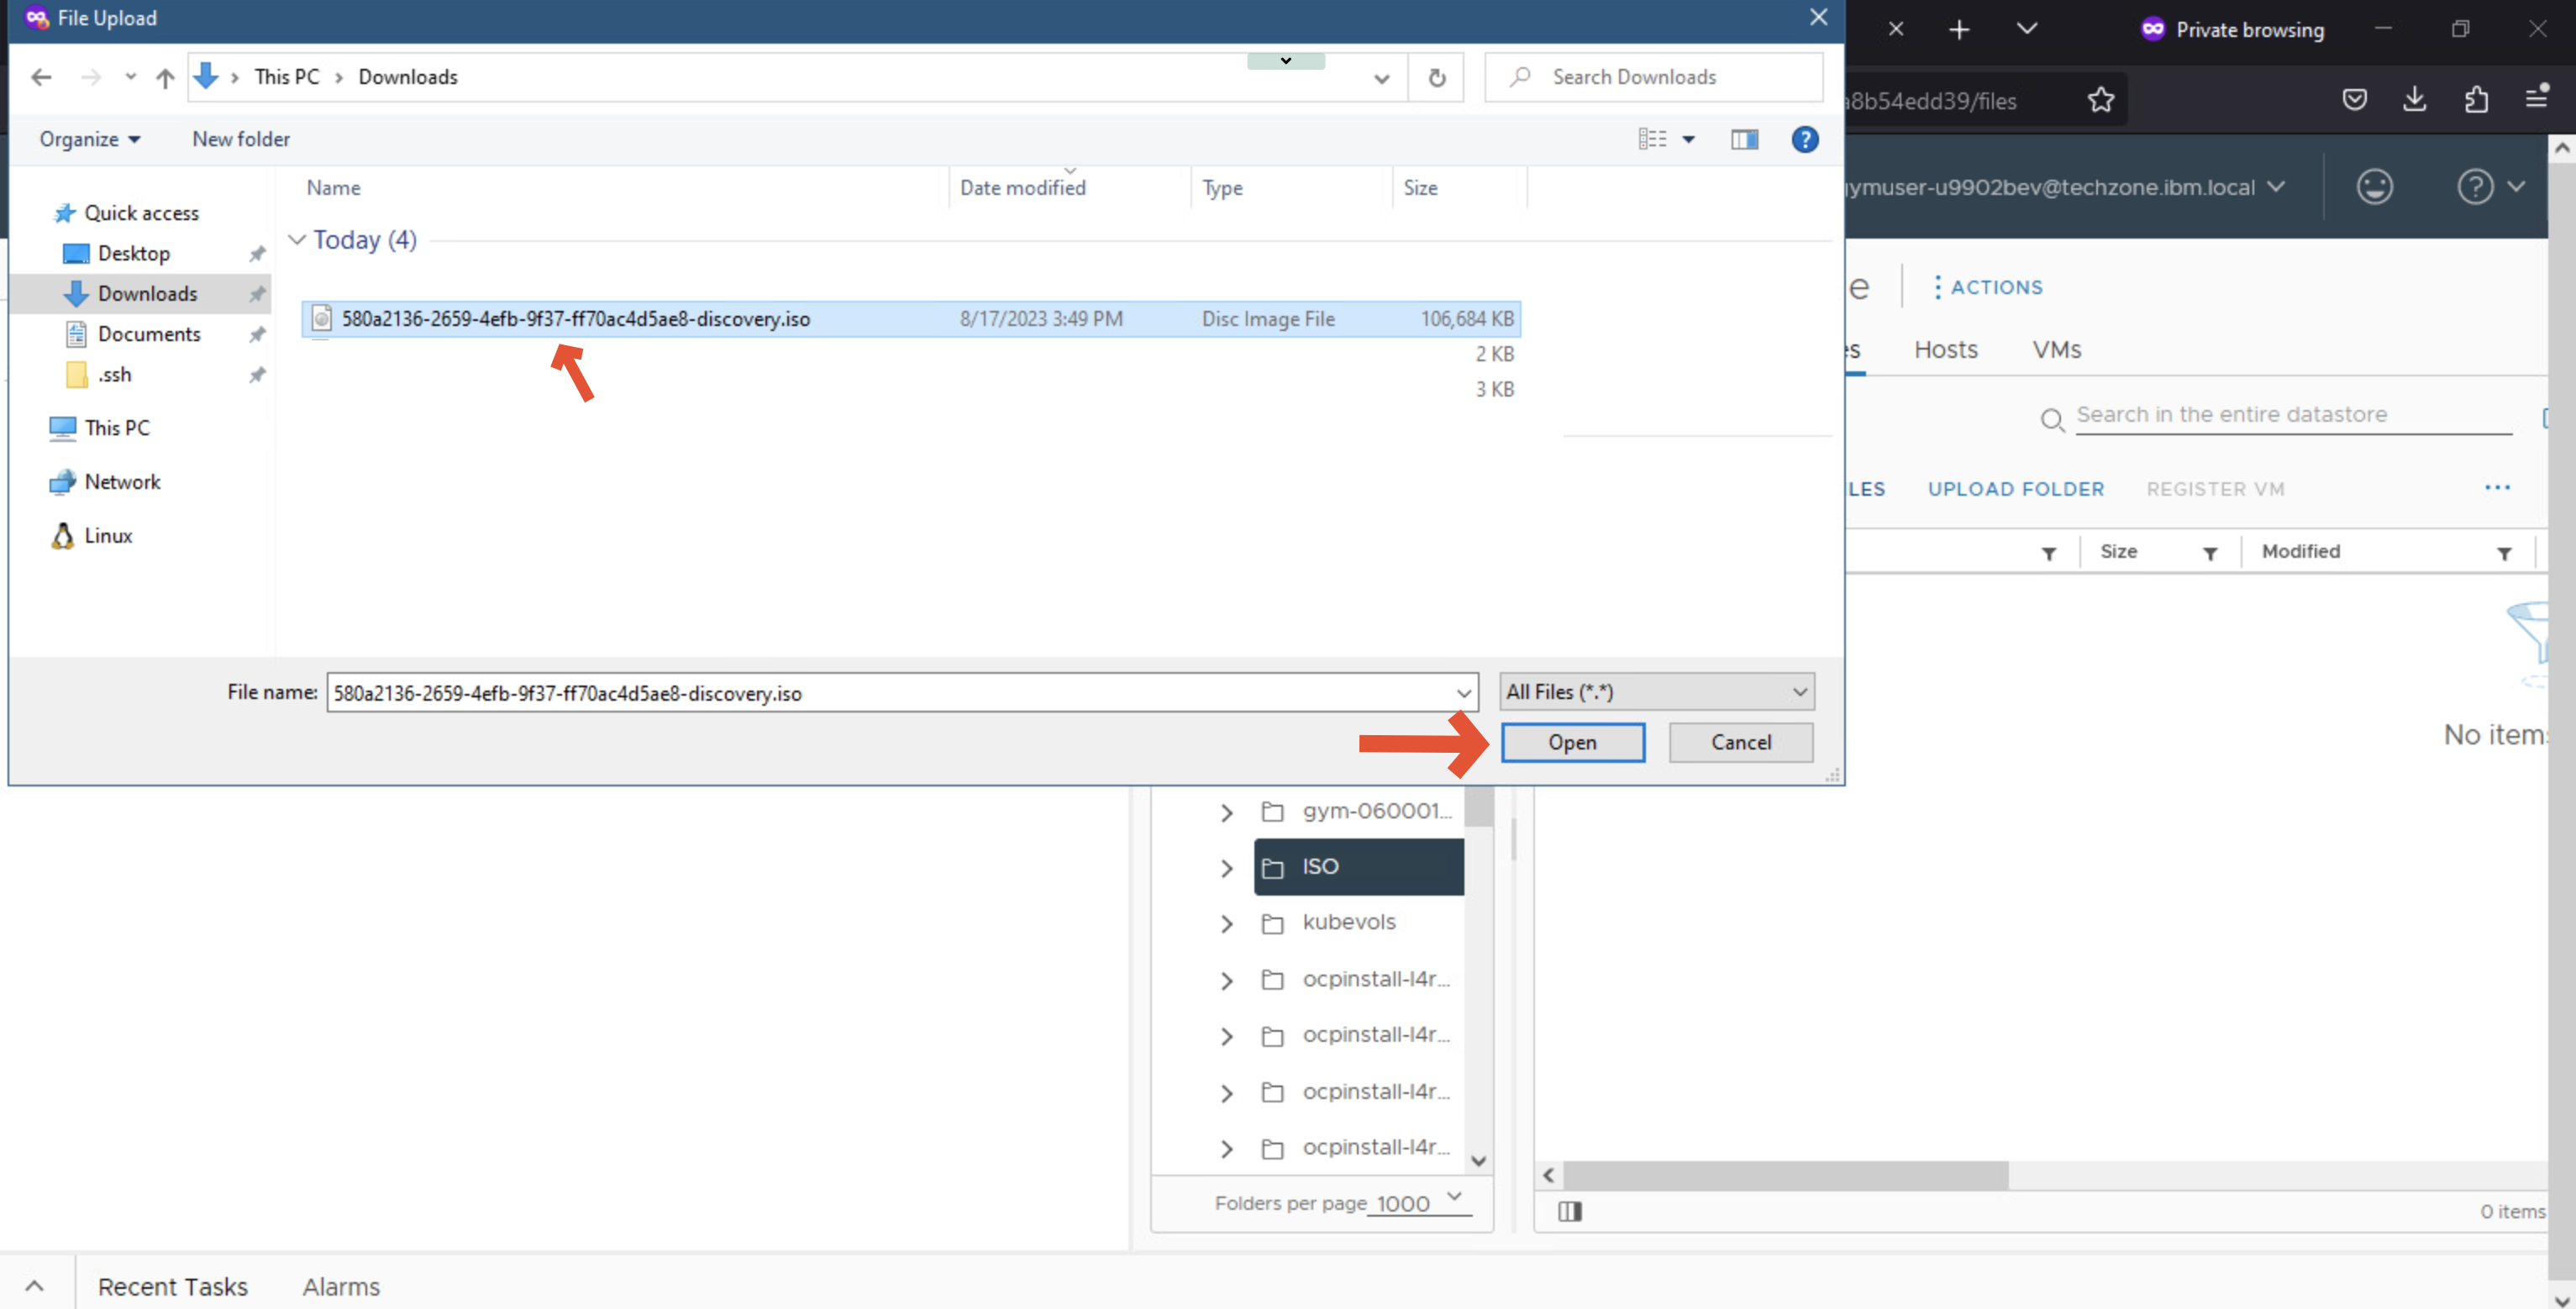 File Upload
Private browsing
This PC
Downloads
Search Downloads
a8b54edd39/files
Organize
New folder
ymuser-u9902bev@techzone.ibm.local
Name
Date modified
Type
Size
Quick access
Today (4)
Desktop
Downloads
e
ACTIONS
580a2136-2659-4efb-9f37-ff70ac4d5ae8-discovery.iso
8/17/2023 3:49 PM
Disc Image File
106,684 KB
Documents
2 KB
es
Hosts
VMs
.ssh
3 KB
This PC
Search in the entire datastore
Network
LES
UPLOAD FOLDER
REGISTER VM
...
Linux
Size
Modified
File name:
580a2136-2659-4efb-9f37-ff70ac4d5ae8-discovery.iso
All Files (*.*)
Open
Cancel
No items
gym-060001...
ISO
kubevols
ocpinstall-l4r...
ocpinstall-l4r...
ocpinstall-l4r...
ocpinstall-l4r...
Folders per page
1000
0 items
Recent Tasks
Alarms